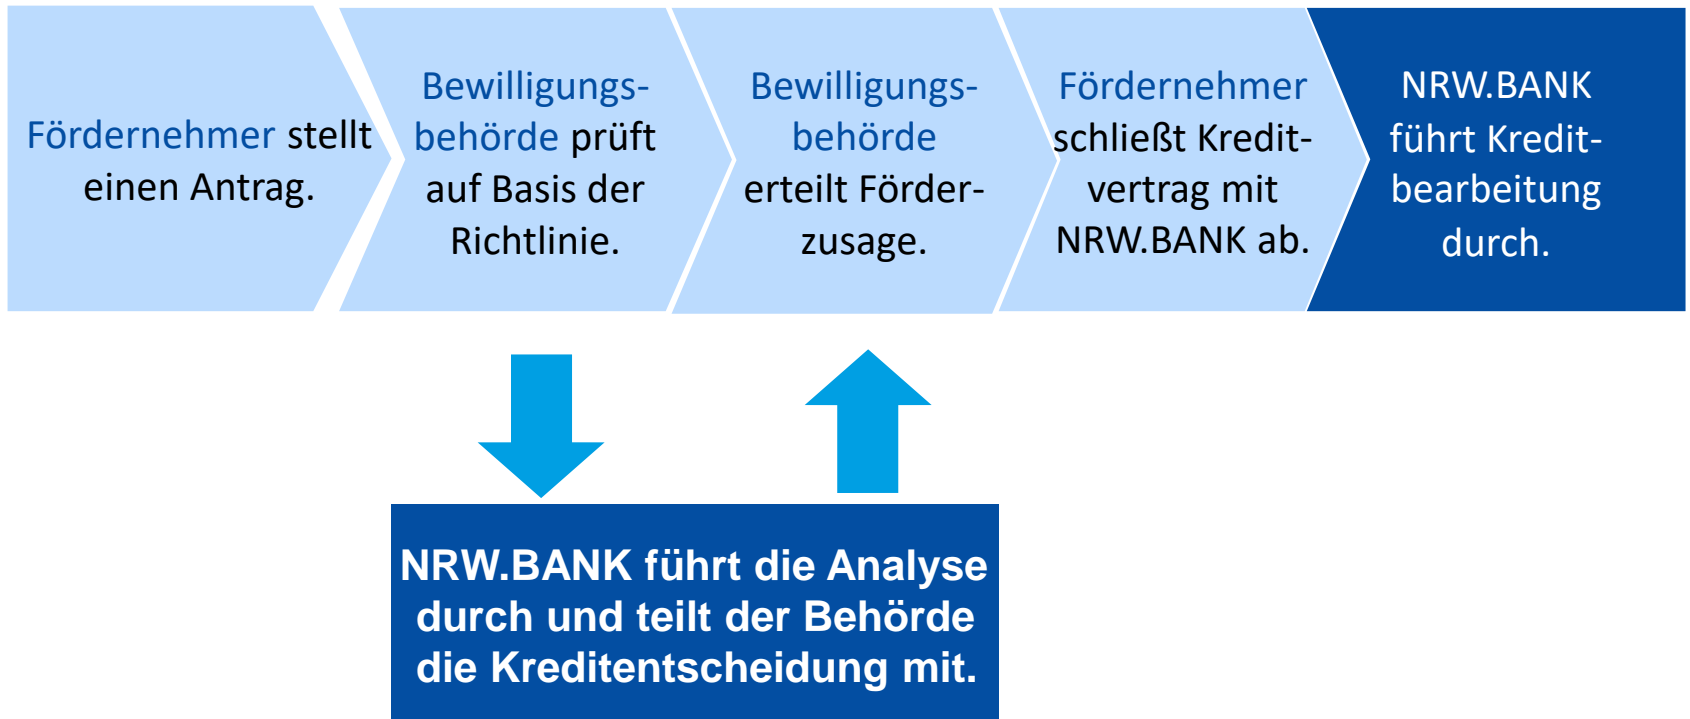 Fördernehmer stellt
einen Antrag.
Bewilligungs-
behörde prüft
auf Basis der
Richtlinie.
Bewilligungs-
behörde
erteilt Förder-
zusage.
Fördernehmer
schließt Kredit-
vertrag mit
NRW.BANK ab.
NRW.BANK
führt Kredit-
bearbeitung
durch.
NRW.BANK führt die Analyse
durch und teilt der Behörde
die Kreditentscheidung mit.